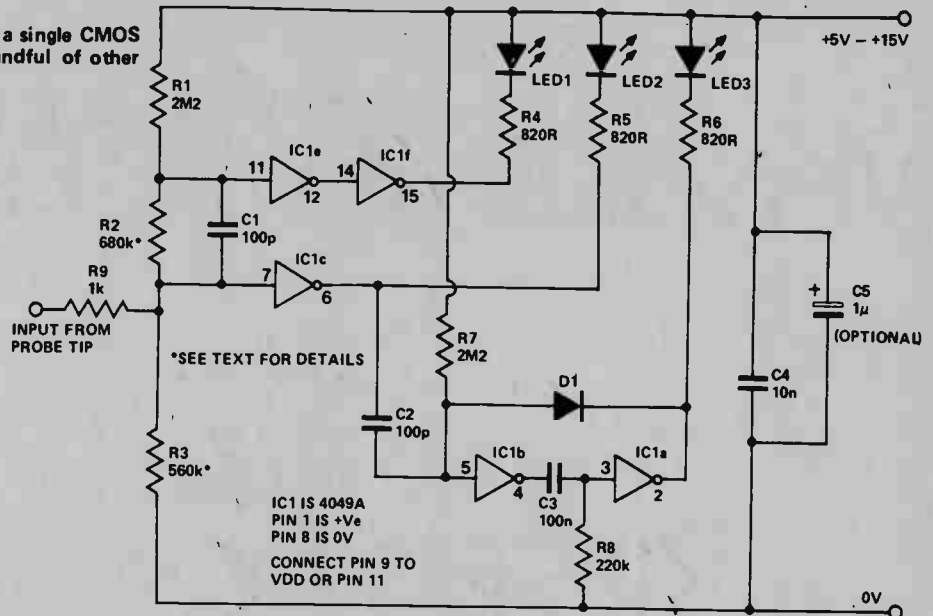 a single CMOS
ndful of other
+5V – +15V
LED1
LED2
LED3
R1
2M2
R4
820R
R5
820R
R6
820R
IC1e
IC1f
11
12
14
15
C1
100p
R2
680k*
IC1c
7
6
R9
1k
INPUT FROM
PROBE TIP
*SEE TEXT FOR DETAILS
R7
2M2
+
C5
1µ
(OPTIONAL)
D1
C4
10n
C2
100p
R3
560k*
IC1b
IC1a
5
4
3
2
C3
100n
IC1 IS 4049A
PIN 1 IS +Ve
PIN 8 IS 0V
CONNECT PIN 9 TO
VDD OR PIN 11
R8
220k
0V